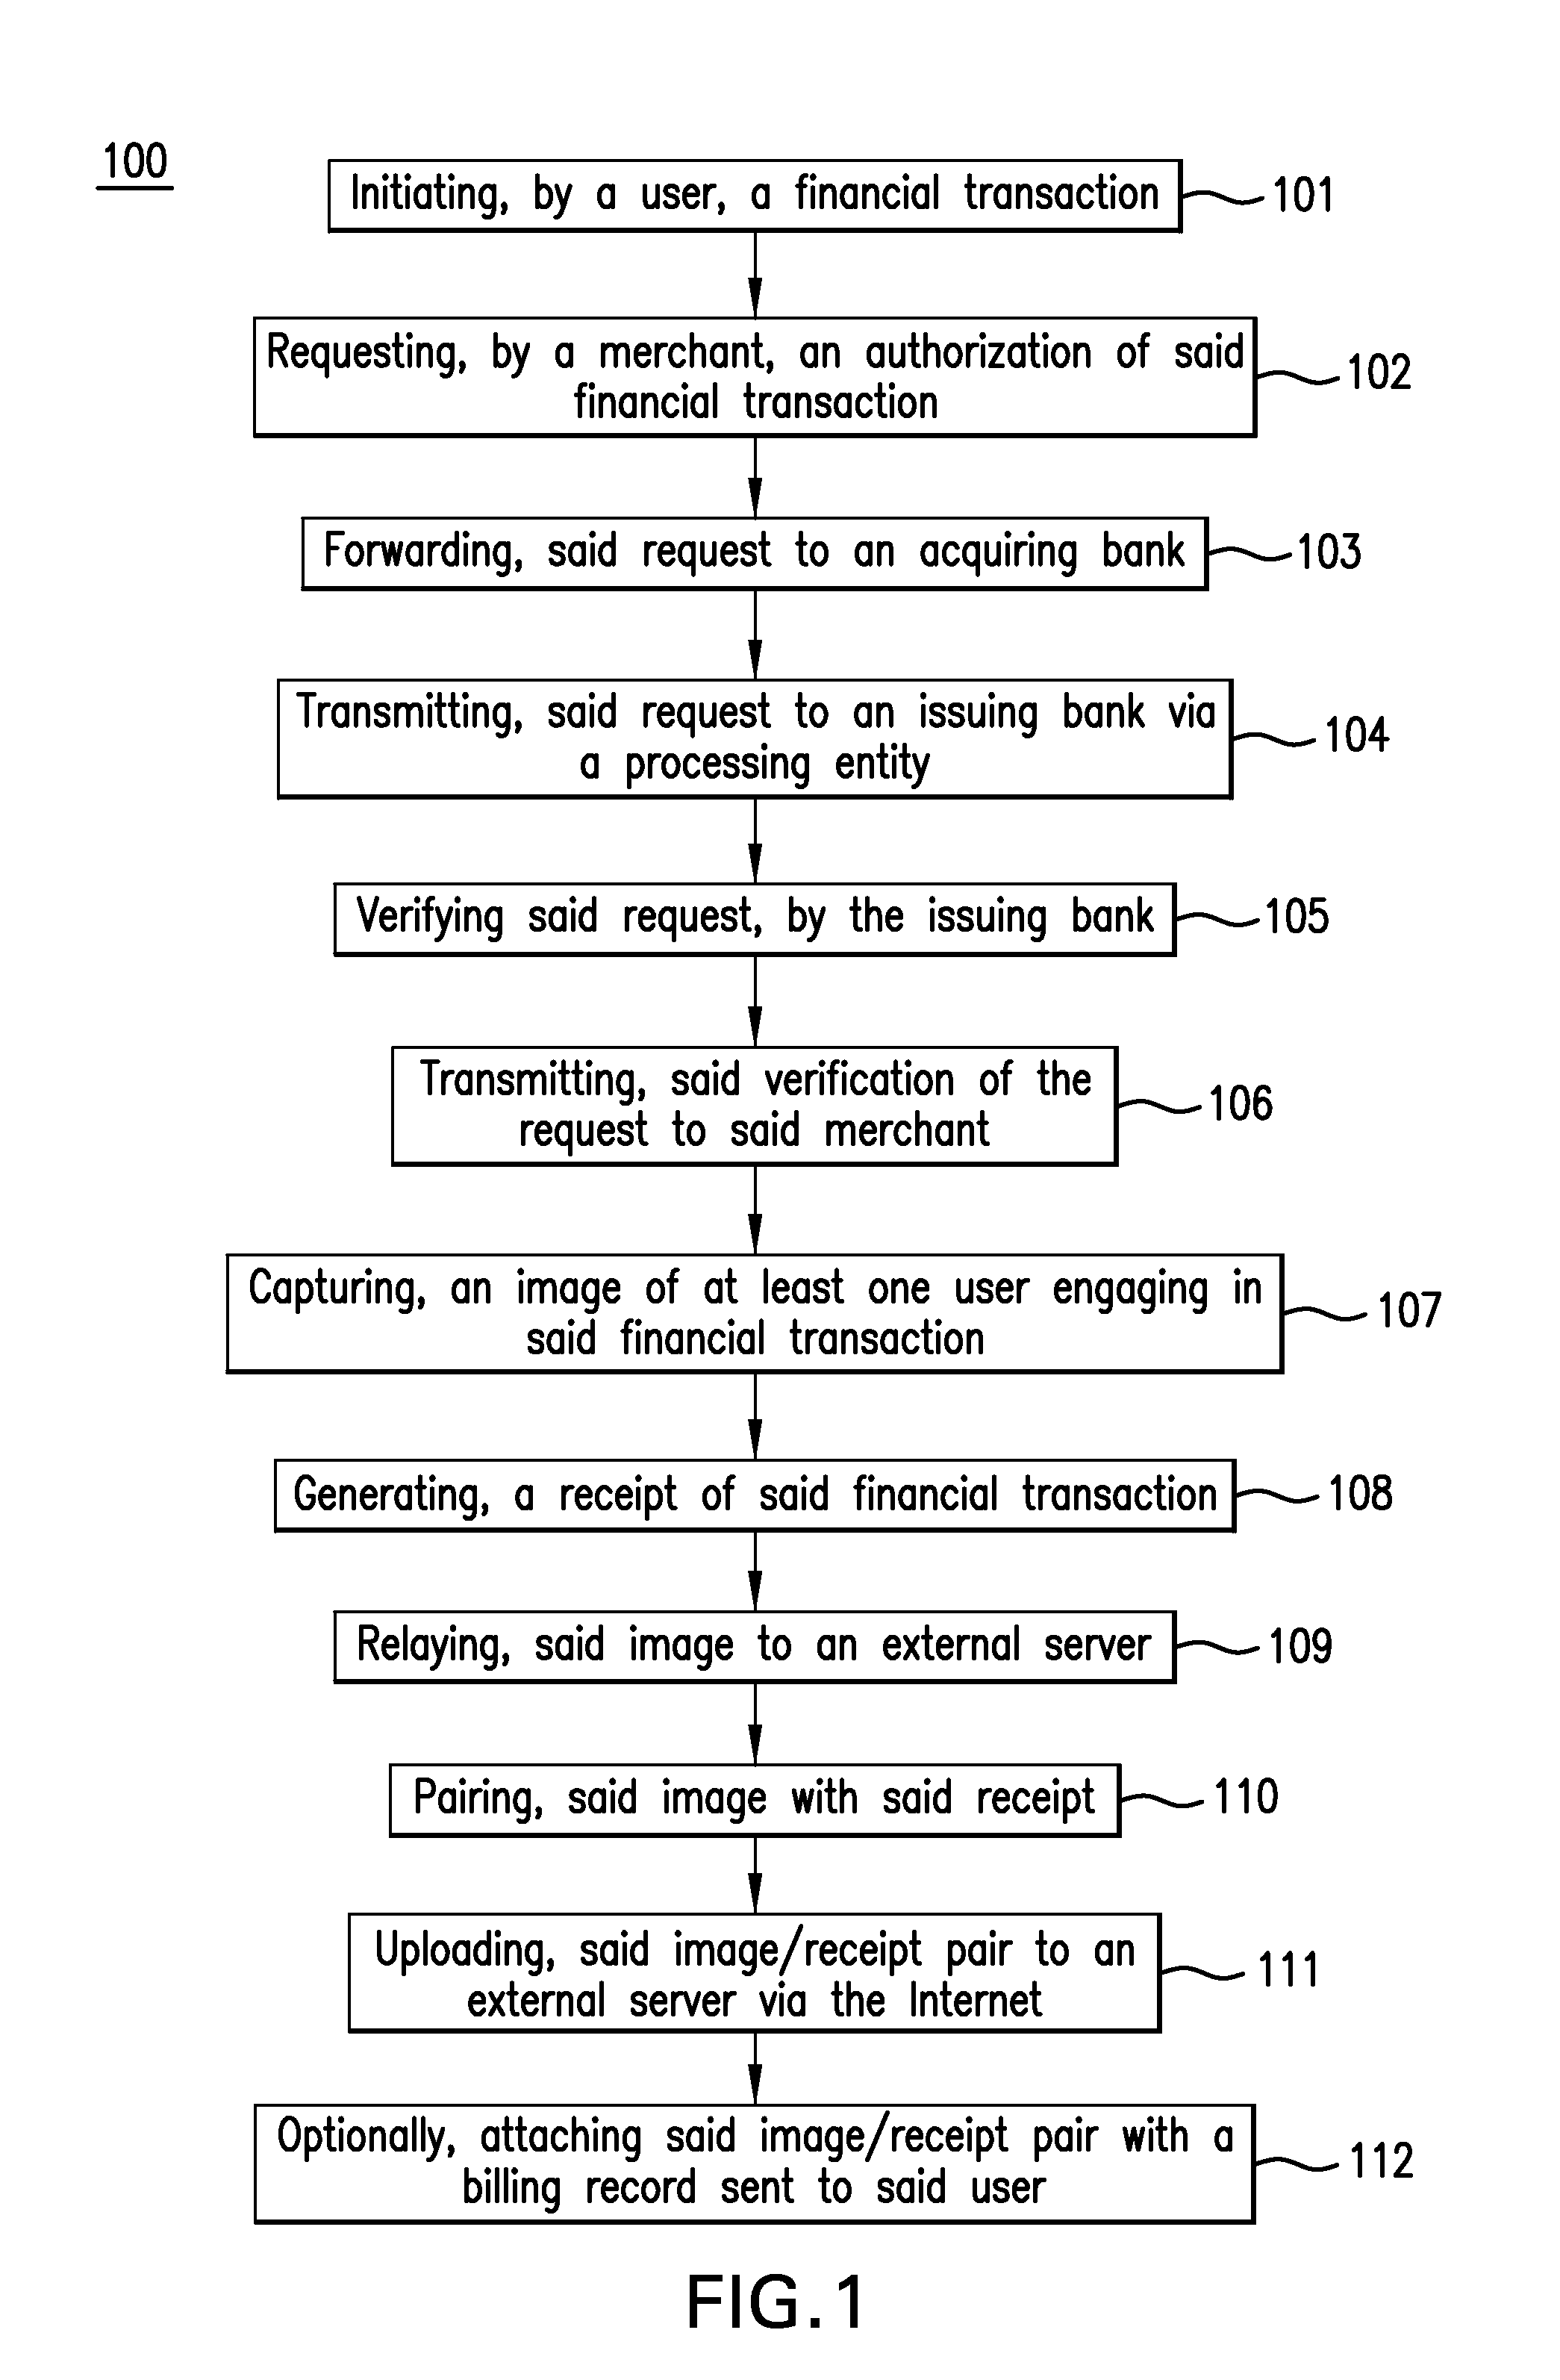 100
Initiating, by a user, a financial transaction
101
Requesting, by a merchant, an authorization of said
financial transaction
102
Forwarding, said request to an acquiring bank
103
Transmitting, said request to an issuing bank via
a processing entity
104
Verifying said request, by the issuing bank
105
Transmitting, said verification of the
request to said merchant
106
Capturing, an image of at least one user engaging in
said financial transaction
107
Generating, a receipt of said financial transaction
108
Relaying, said image to an external server
109
Pairing, said image with said receipt
110
Uploading, said image/receipt pair to an
external server via the Internet
111
Optionally, attaching said image/receipt pair with a
billing record sent to said user
112
FIG.1